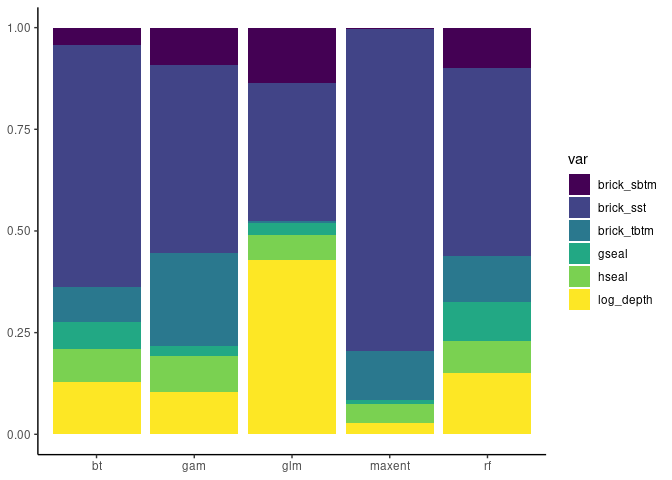 1.00
0.75
0.50
0.25
0.00
bt gam glm maxent rf
var
brick_sbtm
brick_sst
brick_tbtm
gseal
hseal
log_depth